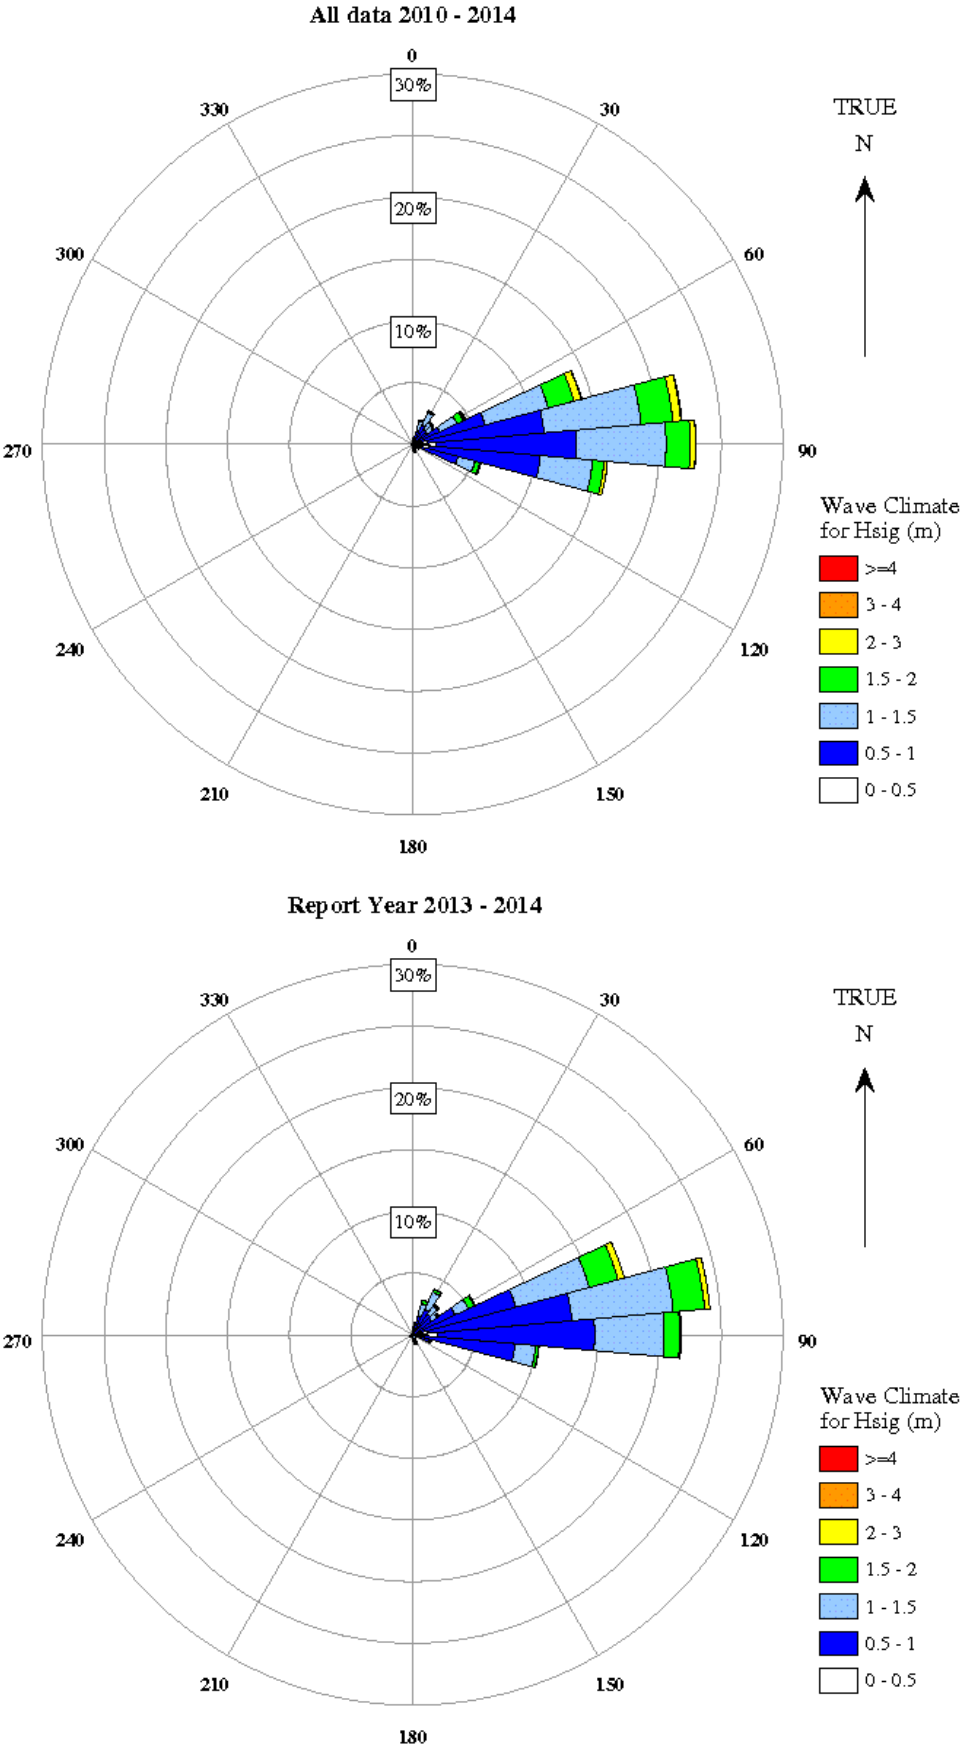 All data 2010 - 2014
0
30%
330
30
TRUE
N
20%
300
60
10%
270
90
Wave Climate
for Hsig (m)
>=4
3 - 4
2 - 3
1.5 - 2
1 - 1.5
0.5 - 1
0 - 0.5
240
120
210
150
180
Report Year 2013 - 2014
0
30%
330
30
TRUE
N
20%
300
60
10%
270
90
Wave Climate
for Hsig (m)
>=4
3 - 4
2 - 3
1.5 - 2
1 - 1.5
0.5 - 1
0 - 0.5
240
120
210
150
180